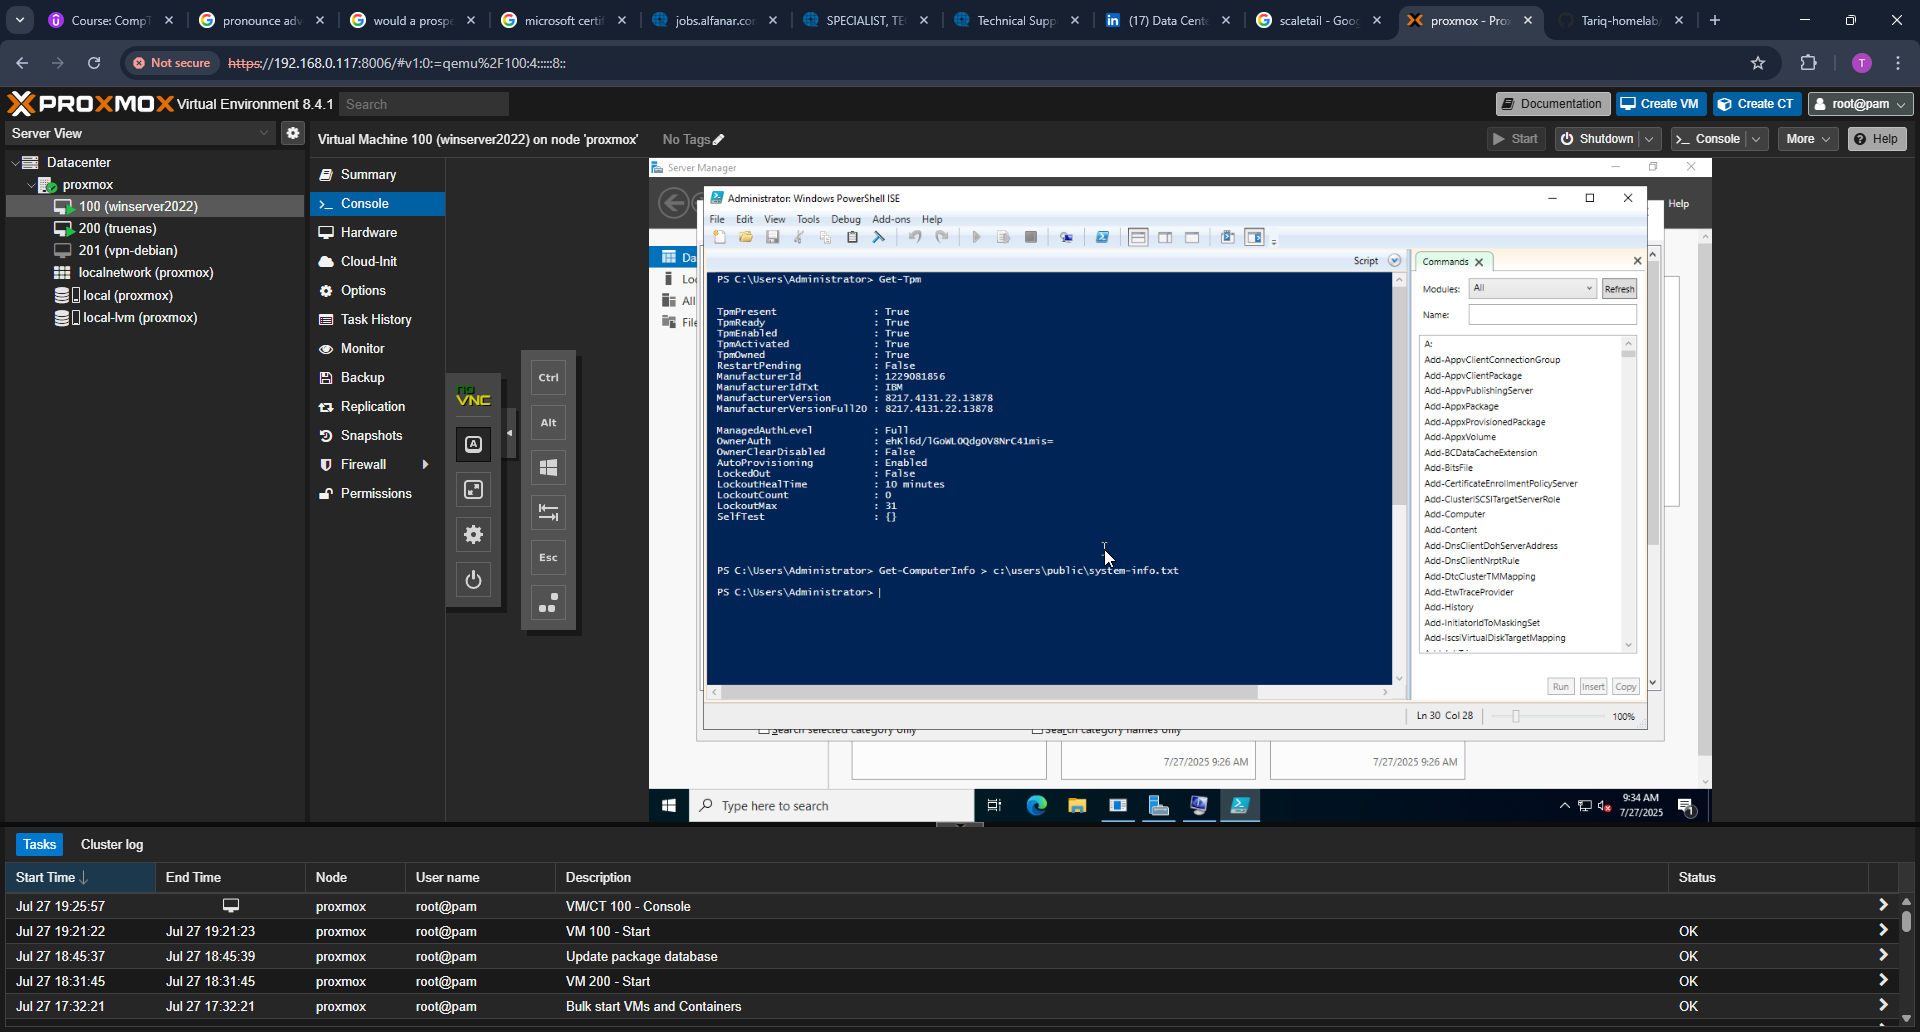 Course: CompT
pronounce adv
would a prospe
microsoft certifi
jobs.alfanar.com
SPECIALIST, TE
Technical Supp
(17) Data Cente
scaletail - Goog
proxmox - Prox
Tariq-homelab/
Not secure
https://192.168.0.117:8006/#v1:0:=qemu%2F100:4:::::8::
T
PROXMOX Virtual Environment 8.4.1
Search
Documentation
Create VM
Create CT
root@pam
Server View
Virtual Machine 100 (winserver2022) on node 'proxmox'
No Tags
Start
Shutdown
Console
More
Help
Datacenter
proxmox
100 (winserver2022)
200 (truenas)
201 (vpn-debian)
localnetwork (proxmox)
local (proxmox)
local-lvm (proxmox)
Summary
Console
Hardware
Cloud-Init
Options
Task History
Monitor
Backup
Replication
Snapshots
Firewall
Permissions
no
VNC
A
Ctrl
Alt
Esc
Server Manager
Help
Da
Loc
All
File
Administrator: Windows PowerShell ISE
File Edit View Tools Debug Add-ons Help
Script
PS C:\Users\Administrator> Get-Tpm
TpmPresent : True
TpmReady : True
TpmEnabled : True
TpmActivated : True
TpmOwned : True
RestartPending : False
ManufacturerId : 1229081856
ManufacturerIdTxt : IBM
ManufacturerVersion : 8217.4131.22.13878
ManufacturerVersionFull20 : 8217.4131.22.13878
ManagedAuthLevel : Full
OwnerAuth : ehKl6d/lGoWLOQdgOV8NrC41mis=
OwnerClearDisabled : False
AutoProvisioning : Enabled
LockedOut : False
LockoutHealTime : 10 minutes
LockoutCount : 0
LockoutMax : 31
SelfTest : {}
PS C:\Users\Administrator> Get-ComputerInfo > c:\users\public\system-info.txt
PS C:\Users\Administrator>
Commands
Modules: All
Refresh
Name:
A:
Add-AppvClientConnectionGroup
Add-AppvClientPackage
Add-AppvPublishingServer
Add-AppxPackage
Add-AppxProvisionedPackage
Add-AppxVolume
Add-BCDataCacheExtension
Add-BitsFile
Add-CertificateEnrollmentPolicyServer
Add-ClusteriSCSITargetServerRole
Add-Computer
Add-Content
Add-DnsClientDohServerAddress
Add-DnsClientNrptRule
Add-DtcClusterTMMapping
Add-EtwTraceProvider
Add-History
Add-InitiatorIdToMaskingSet
Add-IscsiVirtualDiskTargetMapping
Run
Insert
Copy
Ln 30 Col 28
100%
Search selected category only
Search category names only
7/27/2025 9:26 AM
7/27/2025 9:26 AM
Type here to search
9:34 AM
7/27/2025
1
Tasks
Cluster log
Start Time End Time Node User name Description Status
Jul 27 19:25:57 proxmox root@pam VM/CT 100 - Console
Jul 27 19:21:22 Jul 27 19:21:23 proxmox root@pam VM 100 - Start OK
Jul 27 18:45:37 Jul 27 18:45:39 proxmox root@pam Update package database OK
Jul 27 18:31:45 Jul 27 18:31:45 proxmox root@pam VM 200 - Start OK
Jul 27 17:32:21 Jul 27 17:32:21 proxmox root@pam Bulk start VMs and Containers OK